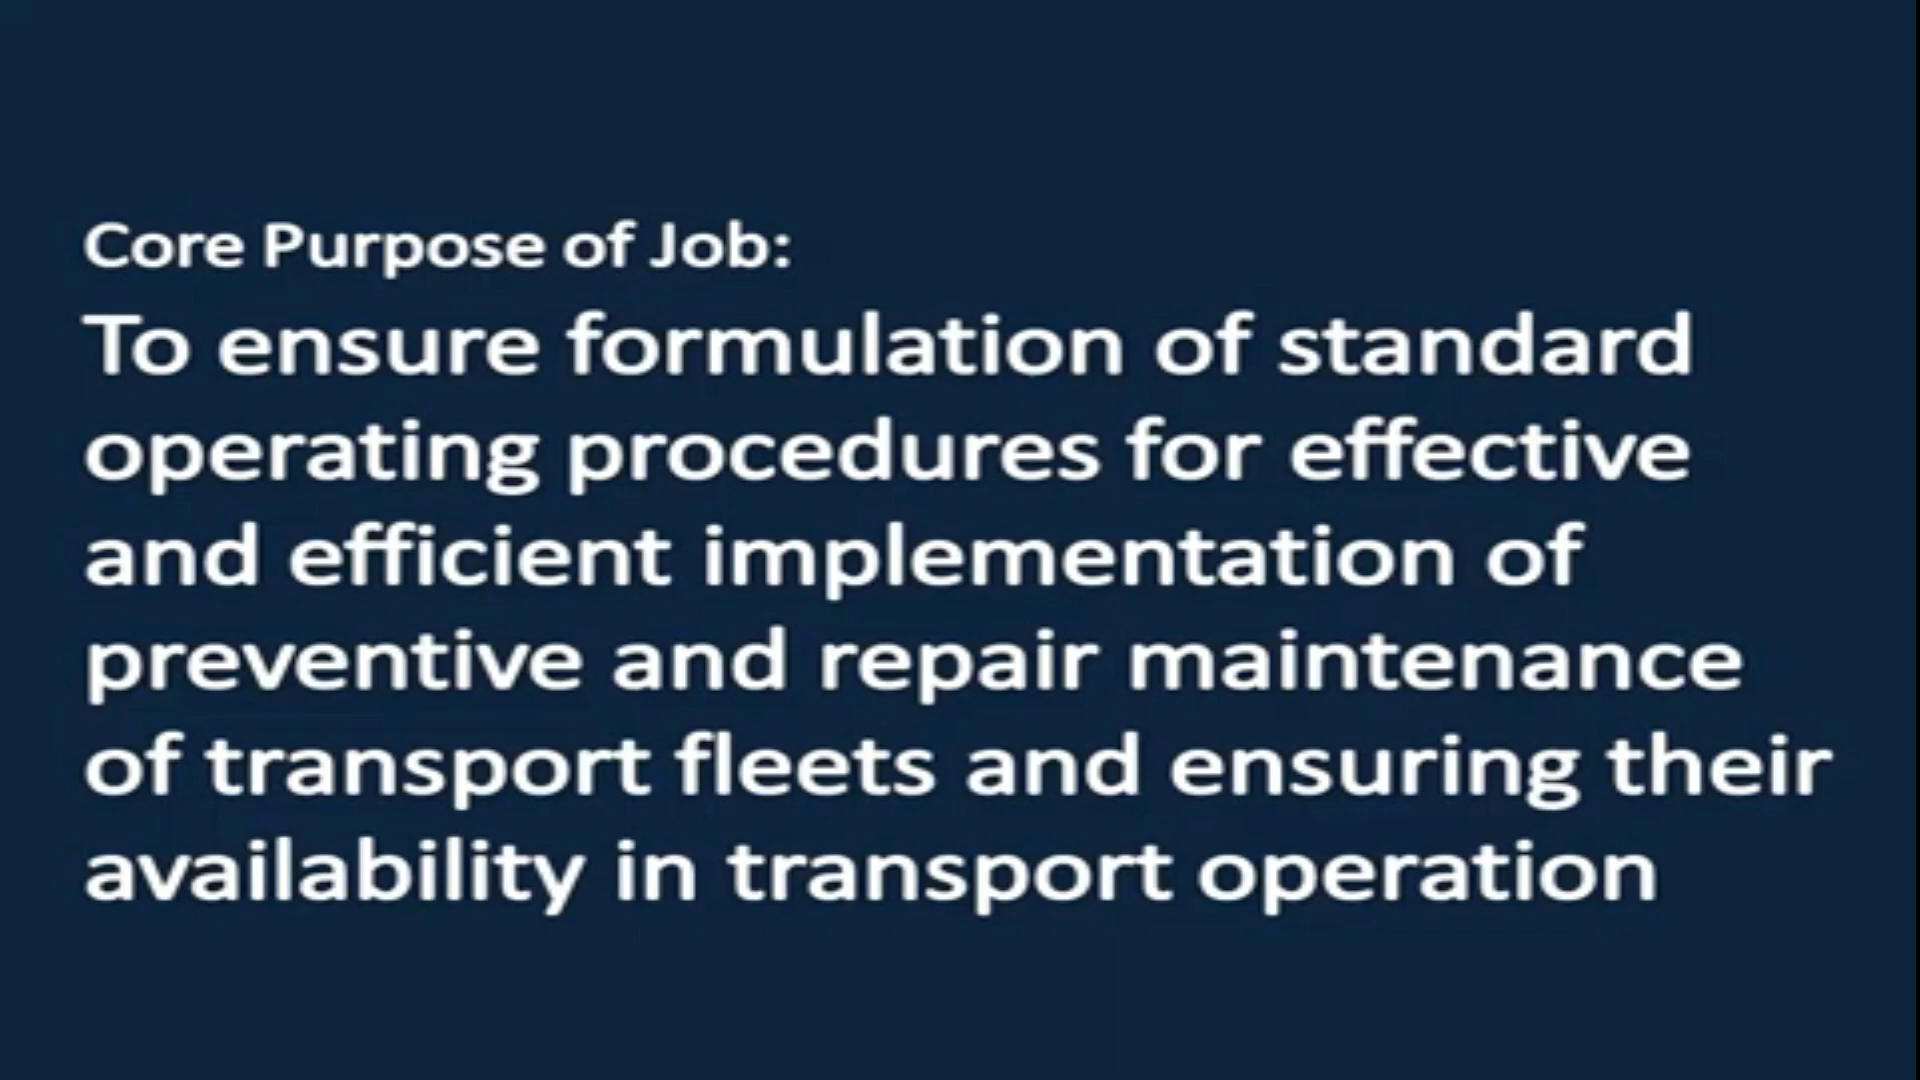 Core Purpose of Job:
To ensure formulation of standard
operating procedures for effective
and efficient implementation of
preventive and repair maintenance
of transport fleets and ensuring their
availability in transport operation